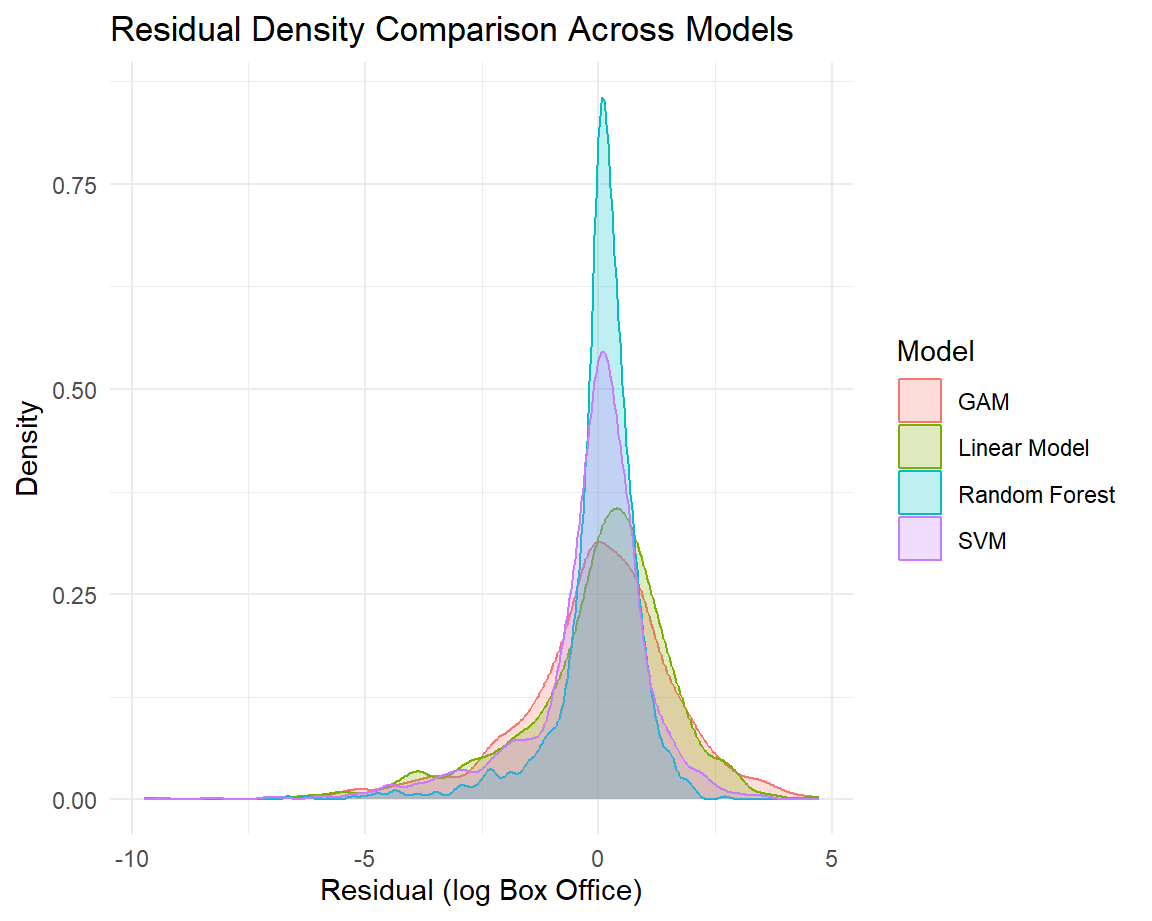 Residual Density Comparison Across Models
0.75
0.50
0.25
0.00
Density
-10
-5
0
5
Residual (log Box Office)
Model
GAM
Linear Model
Random Forest
SVM